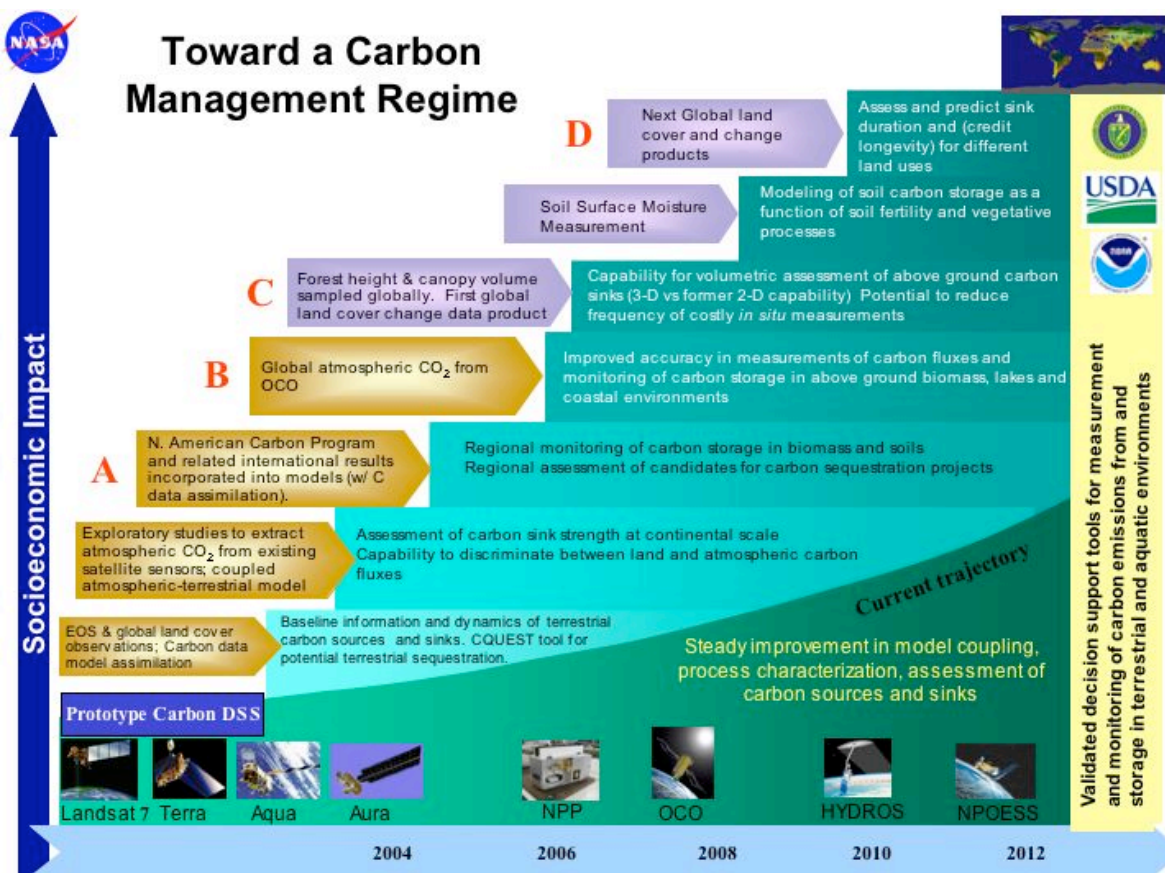 NASA
Toward a Carbon
Management Regime
Socioeconomic Impact
D
Next Global land
cover and change
products
Assess and predict sink
duration and (credit
longevity) for different
land uses
Soil Surface Moisture
Measurement
Modeling of soil carbon storage as a
function of soil fertility and vegetative
processes
C
Forest height & canopy volume
sampled globally. First global
land cover change data product
Capability for volumetric assessment of above ground carbon
sinks (3-D vs former 2-D capability) Potential to reduce
frequency of costly in situ measurements
B
Global atmospheric CO2 from
OCO
Improved accuracy in measurements of carbon fluxes and
monitoring of carbon storage in above ground biomass, lakes and
coastal environments
A
N. American Carbon Program
and related international results
incorporated into models (w/ C
data assimilation).
Regional monitoring of carbon storage in biomass and soils
Regional assessment of candidates for carbon sequestration projects
Exploratory studies to extract
atmospheric CO2 from existing
satellite sensors; coupled
atmospheric-terrestrial model
Assessment of carbon sink strength at continental scale
Capability to discriminate between land and atmospheric carbon
fluxes
EOS & global land cover
observations; Carbon data
model assimilation
Baseline information and dynamics of terrestrial
carbon sources and sinks. CQUEST tool for
potential terrestrial sequestration.
Current trajectory
Steady improvement in model coupling,
process characterization, assessment of
carbon sources and sinks
Prototype Carbon DSS
Landsat 7
Terra
Aqua
Aura
NPP
OCO
HYDROS
NPOESS
2004
2006
2008
2010
2012
USDA
noaa
Validated decision support tools for measurement
and monitoring of carbon emissions from and
storage in terrestrial and aquatic environments